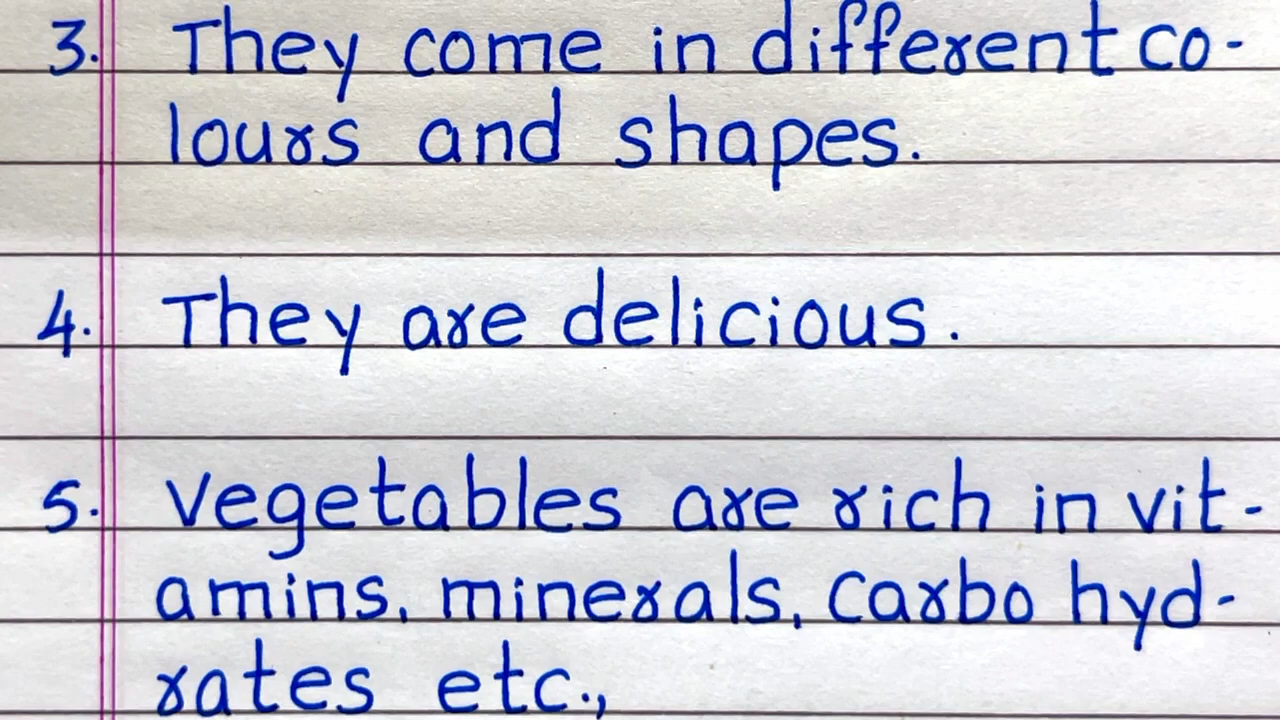 3. They come in different co-
lours and shapes.
4. They are delicious.
5. Vegetables are rich in vit-
amins, minerals, carbo hyd-
rates etc.,